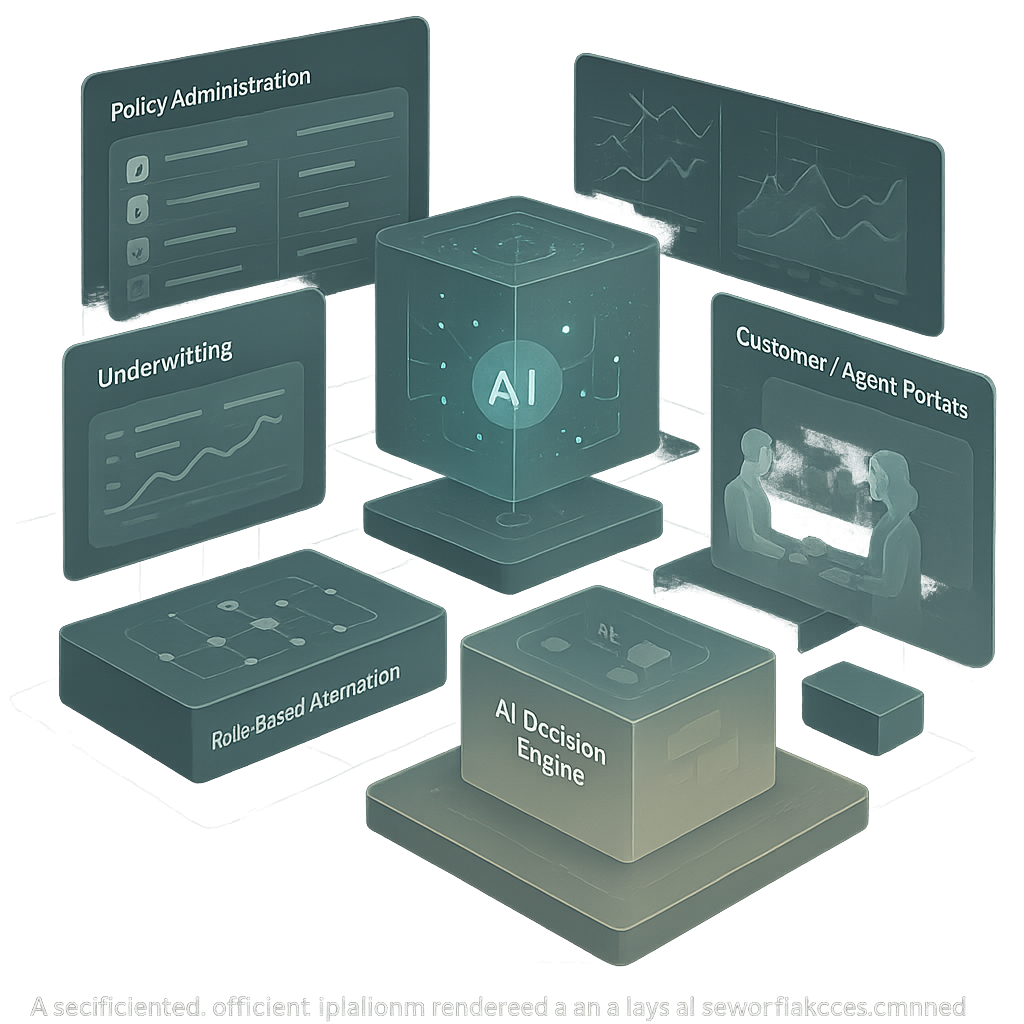 Policy Administration
Underwitting
AI
Customer / Agent Portats
Rolle-Based Aternation
AI Dccision
Engine
A secificiented. officient iplalionm rendereed a an a lays al seworfiakcces.cmnned